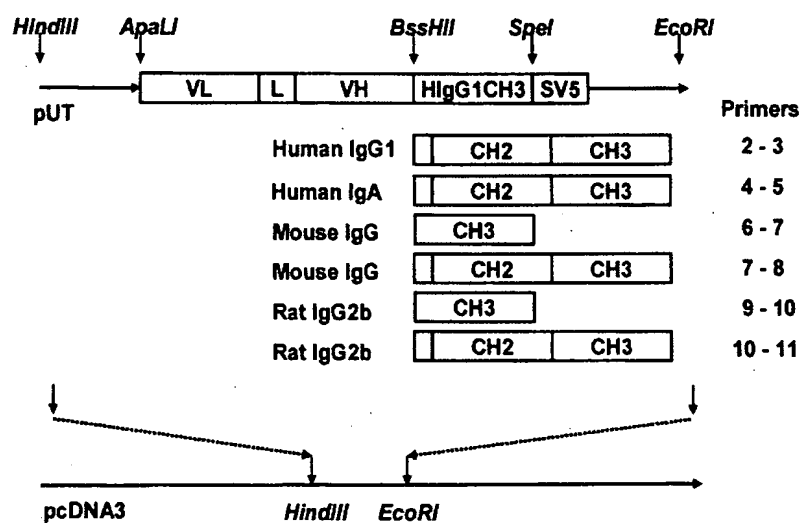 HindIII ApaLI BssHII SpeI EcoRI
VL L VH HIgG1CH3 SV5
pUT
Primers
Human IgG1 CH2 CH3 2 - 3
Human IgA CH2 CH3 4 - 5
Mouse IgG CH3 6 - 7
Mouse IgG CH2 CH3 7 - 8
Rat IgG2b CH3 9 - 10
Rat IgG2b CH2 CH3 10 - 11
pcDNA3 HindIII EcoRI